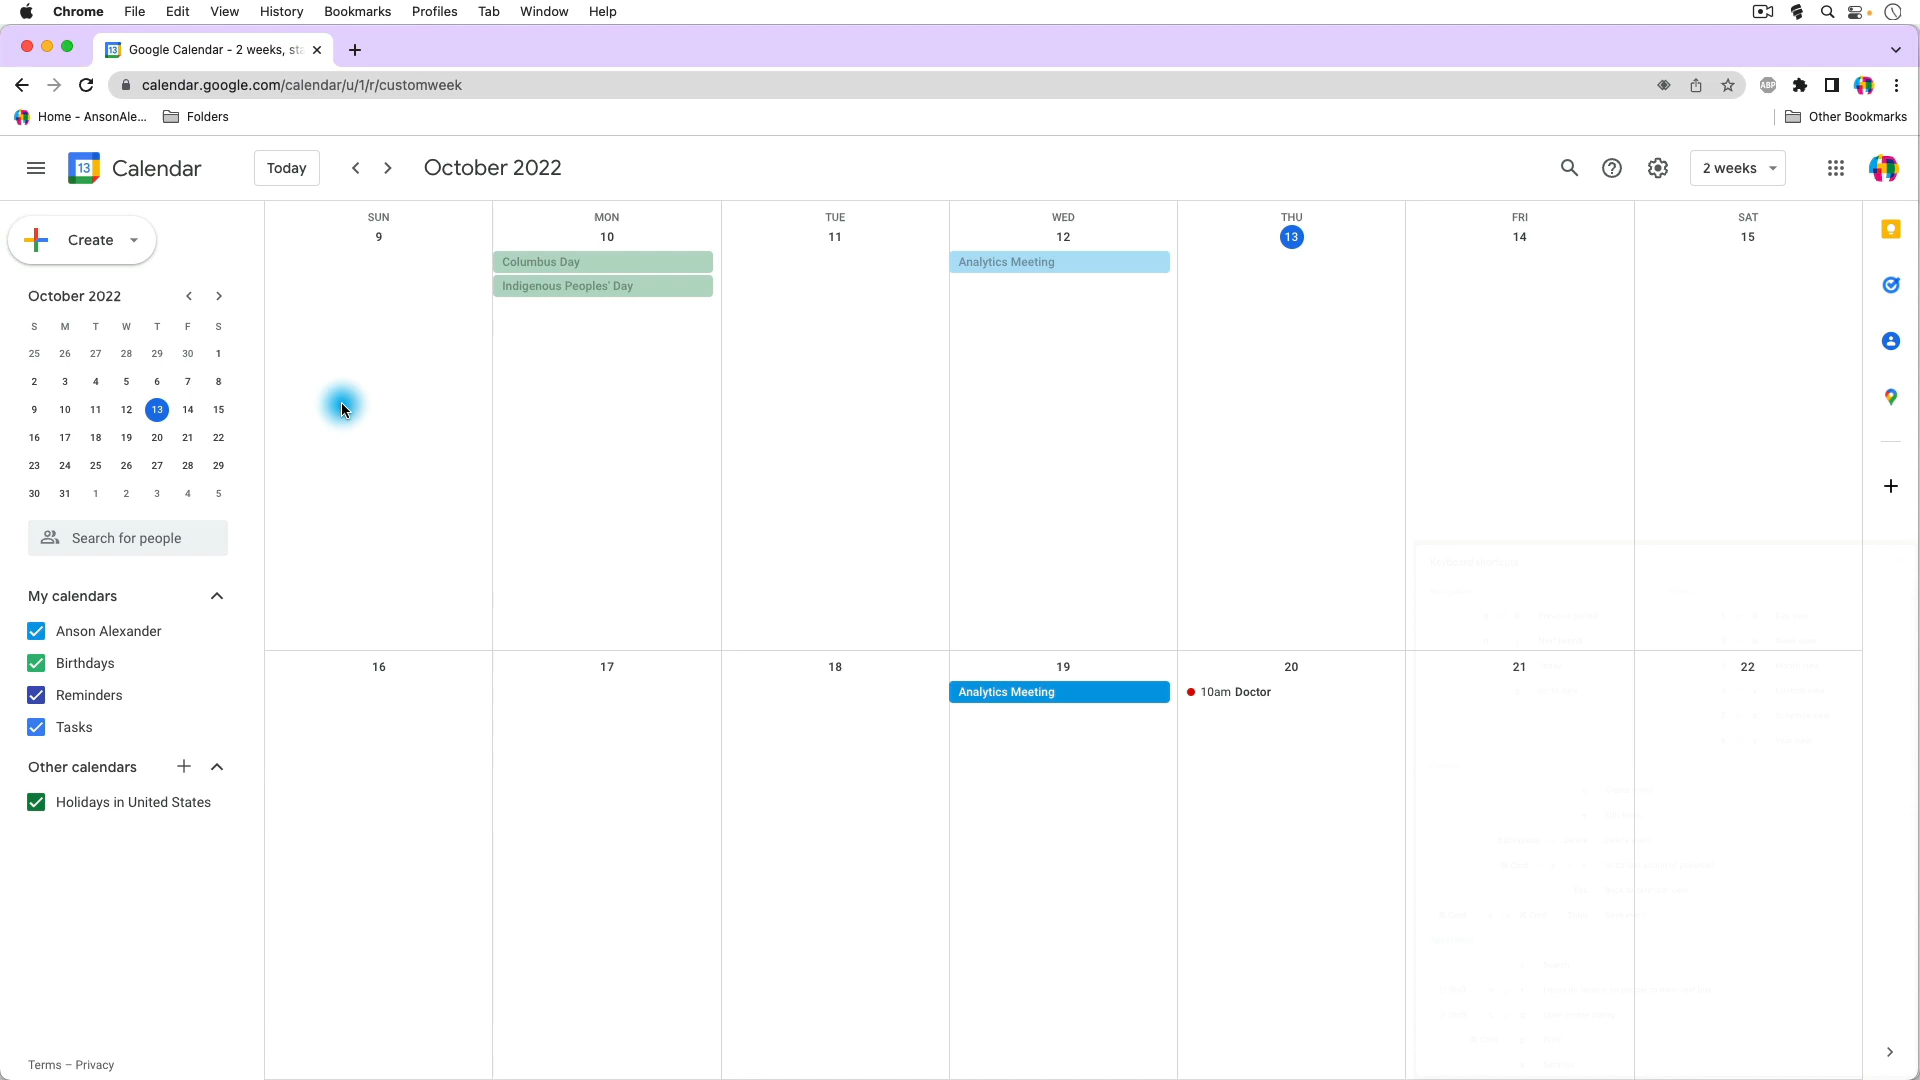 Chrome File Edit View History Bookmarks Profiles Tab Window Help
Google Calendar - 2 weeks, sta
calendar.google.com/calendar/u/1/r/customweek
ABP
Home - AnsonAle... Folders Other Bookmarks
13 Calendar Today October 2022 2 weeks
Create
October 2022
S M T W T F S
25 26 27 28 29 30 1
2 3 4 5 6 7 8
9 10 11 12 13 14 15
16 17 18 19 20 21 22
23 24 25 26 27 28 29
30 31 1 2 3 4 5
Search for people
My calendars
Anson Alexander
Birthdays
Reminders
Tasks
Other calendars
Holidays in United States
Terms – Privacy
SUN MON TUE WED THU FRI SAT
9 10 11 12 13 14 15
Columbus Day Analytics Meeting
Indigenous Peoples' Day
16 17 18 19 20 21 22
Analytics Meeting 10am Doctor